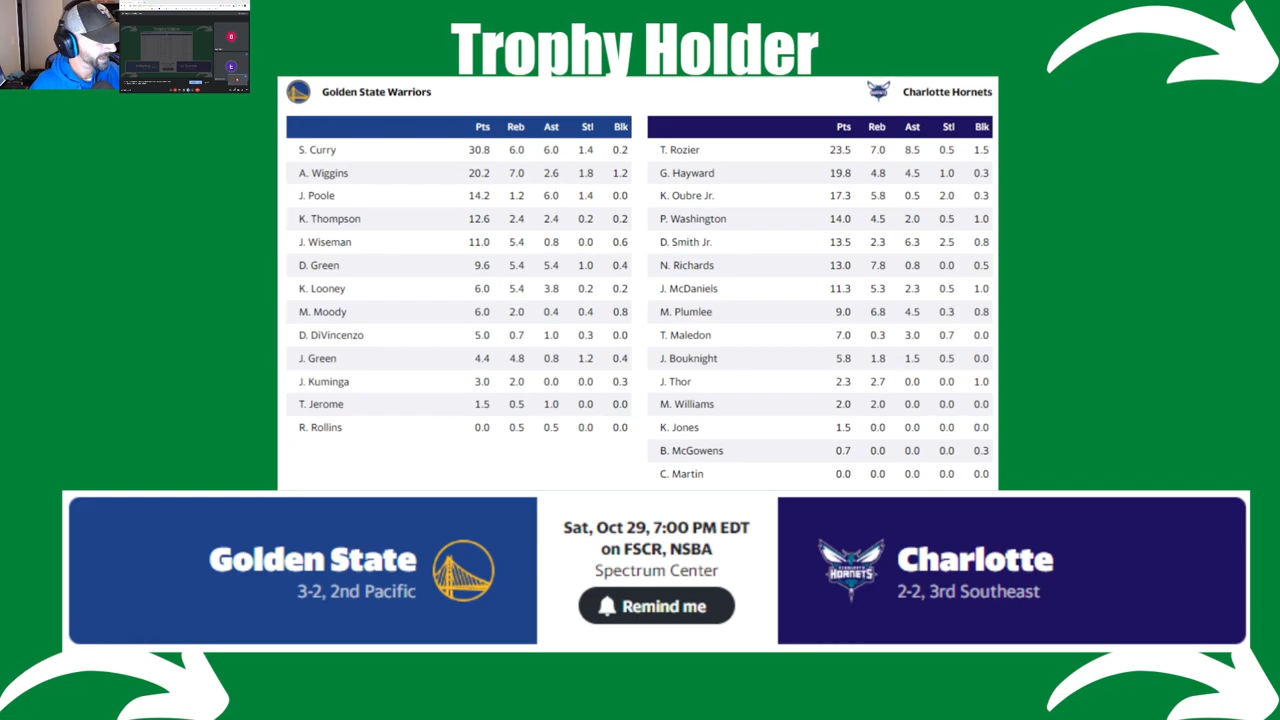 Trophy Holder
Golden State Warriors
Pts Reb Ast Stl Blk
S. Curry 30.8 6.0 6.0 1.4 0.2
A. Wiggins 20.2 7.0 2.6 1.8 1.2
J. Poole 14.2 1.2 6.0 1.4 0.0
K. Thompson 12.6 2.4 2.4 0.2 0.2
J. Wiseman 11.0 5.4 0.8 0.0 0.6
D. Green 9.6 5.4 5.4 1.0 0.4
K. Looney 6.0 5.4 3.8 0.2 0.2
M. Moody 6.0 2.0 0.4 0.4 0.8
D. DiVincenzo 5.0 0.7 1.0 0.3 0.0
J. Green 4.4 4.8 0.8 1.2 0.4
J. Kuminga 3.0 2.0 0.0 0.0 0.3
T. Jerome 1.5 0.5 1.0 0.0 0.0
R. Rollins 0.0 0.5 0.5 0.0 0.0
Charlotte Hornets
Pts Reb Ast Stl Blk
T. Rozier 23.5 7.0 8.5 0.5 1.5
G. Hayward 19.8 4.8 4.5 1.0 0.3
K. Oubre Jr. 17.3 5.8 0.5 2.0 0.3
P. Washington 14.0 4.5 2.0 0.5 1.0
D. Smith Jr. 13.5 2.3 6.3 2.5 0.8
N. Richards 13.0 7.8 0.8 0.0 0.5
J. McDaniels 11.3 5.3 2.3 0.5 1.0
M. Plumlee 9.0 6.8 4.5 0.3 0.8
T. Maledon 7.0 0.3 3.0 0.7 0.0
J. Bouknight 5.8 1.8 1.5 0.5 0.0
J. Thor 2.3 2.7 0.0 0.0 1.0
M. Williams 2.0 2.0 0.0 0.0 0.0
K. Jones 1.5 0.0 0.0 0.0 0.0
B. McGowens 0.7 0.0 0.0 0.0 0.3
C. Martin 0.0 0.0 0.0 0.0 0.0
Golden State
3-2, 2nd Pacific
Sat, Oct 29, 7:00 PM EDT
on FSCR, NSBA
Spectrum Center
Remind me
HORNETS
Charlotte
2-2, 3rd Southeast